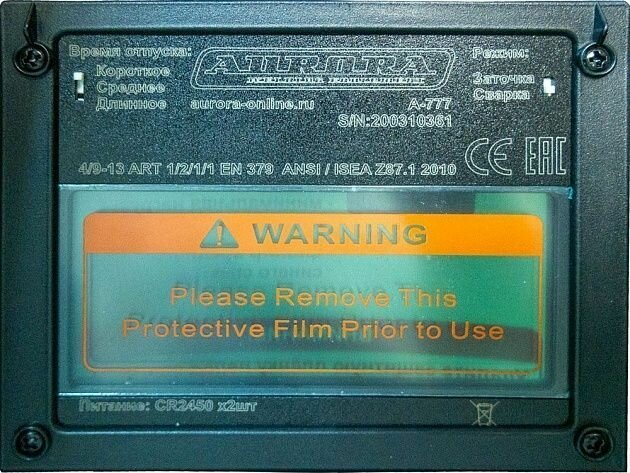 Время отпуска:
Короткое
Среднее
Длинное
AURORA
WELDING EQUIPMENT
aurora-online.ru
A-777
S/N:200310361
Режим:
Заточка
Сварка
4/9-13 ART 1/2/1/1 EN 379 ANSI / ISEA Z87.1 2010
CE EAC
WARNING
Please Remove This
Protective Film Prior to Use
Питание: CR2450 x2шт